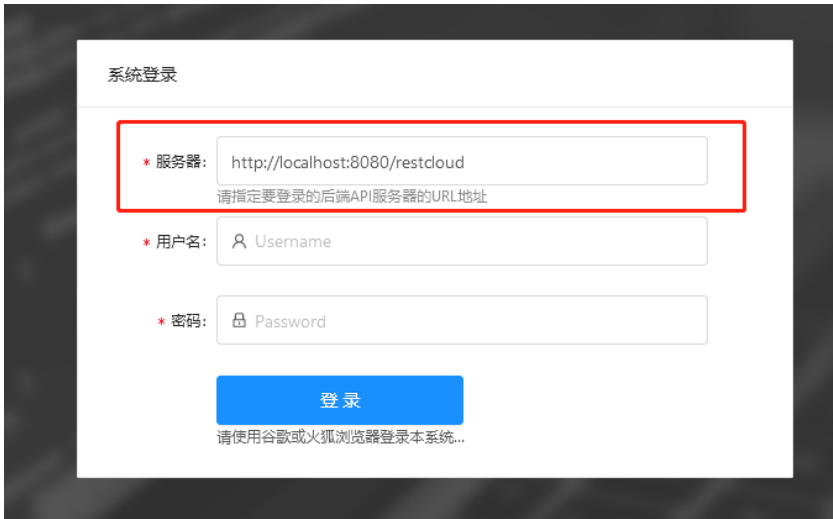 系统登录
* 服务器: http://localhost:8080/restcloud
请指定要登录的后端API服务器的URL地址
* 用户名: Username
* 密码: Password
登 录
请使用谷歌或火狐浏览器登录本系统...